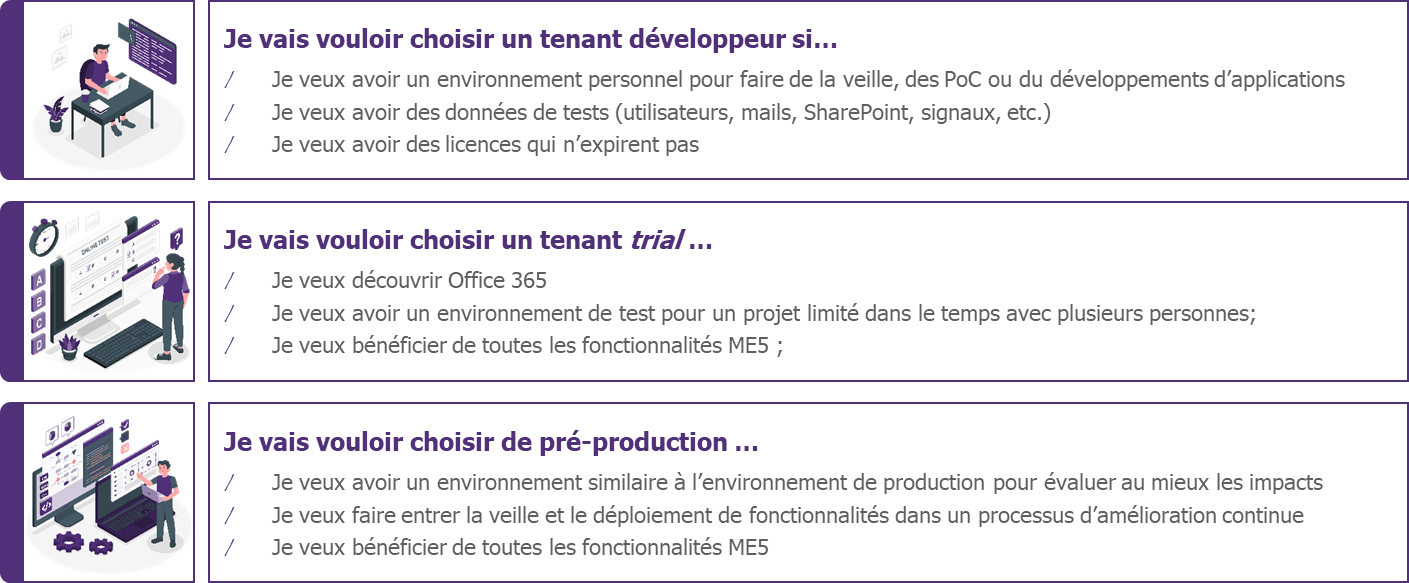 Je vais vouloir choisir un tenant développeur si…
/ Je veux avoir un environnement personnel pour faire de la veille, des PoC ou du développements d’applications
/ Je veux avoir des données de tests (utilisateurs, mails, SharePoint, signaux, etc.)
/ Je veux avoir des licences qui n’expirent pas
ONLINE TEST
?
A
B
C
D
Je vais vouloir choisir un tenant trial …
/ Je veux découvrir Office 365
/ Je veux avoir un environnement de test pour un projet limité dans le temps avec plusieurs personnes;
/ Je veux bénéficier de toutes les fonctionnalités ME5 ;
</>
Je vais vouloir choisir de pré-production …
/ Je veux avoir un environnement similaire à l’environnement de production pour évaluer au mieux les impacts
/ Je veux faire entrer la veille et le déploiement de fonctionnalités dans un processus d’amélioration continue
/ Je veux bénéficier de toutes les fonctionnalités ME5